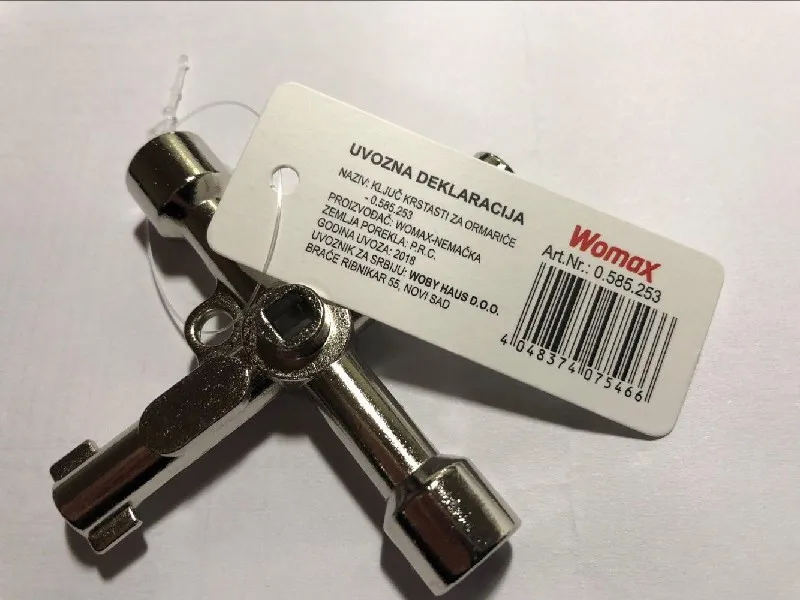 UVOZNA DEKLARACIJA
NAZIV: KLJUČ KRSTASTI ZA ORMARIĆE
- 0.585.253
PROIZVOĐAČ: WOMAX-NEMAČKA
ZEMLJA POREKLA: P.R.C.
GODINA UVOZA: 2018
UVOZNIK ZA SRBIJU: WOBY HAUS D.O.O.
BRAĆE RIBNIKAR 55, NOVI SAD
Womax
Art.Nr.: 0.585.253
4 048374 075466